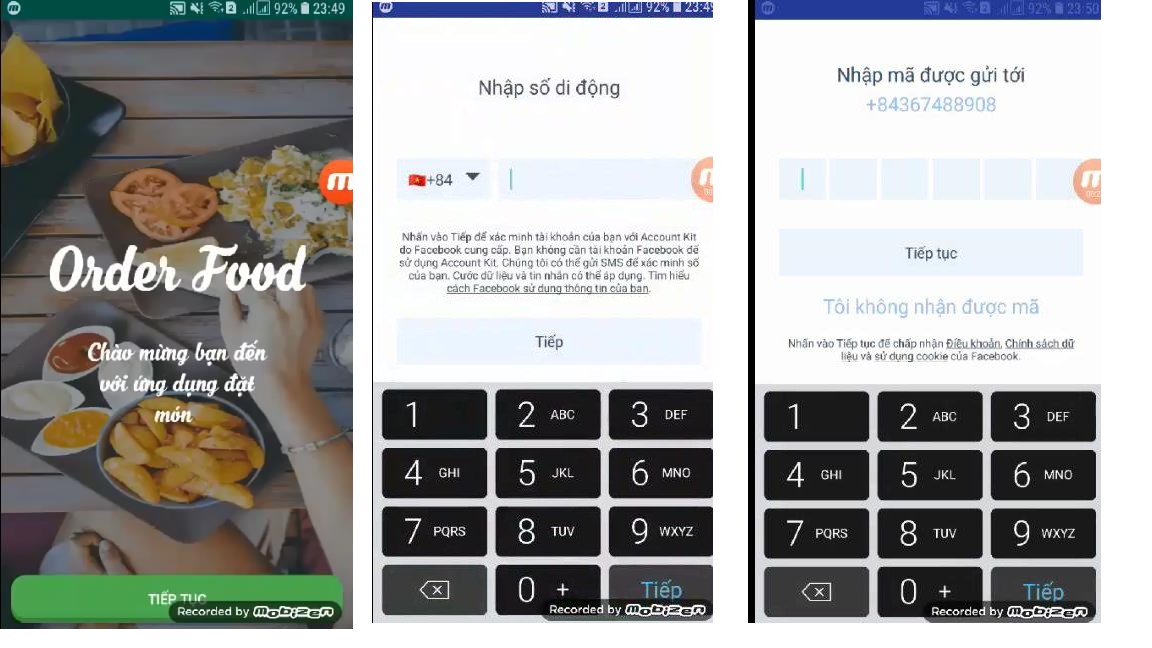 92% 23:49
Order Food
Chào mừng bạn đến
với ứng dụng đặt
món
TIẾP TỤC
Recorded by mobizen
2 92% 23:49
Nhập số di động
+84
Nhấn vào Tiếp để xác minh tài khoản của bạn với Account Kit
do Facebook cung cấp. Bạn không cần tài khoản Facebook để
sử dụng Account Kit. Chúng tôi có thể gửi SMS để xác minh số
của bạn. Cước dữ liệu và tin nhắn có thể áp dụng. Tìm hiểu
cách Facebook sử dụng thông tin của bạn.
Tiếp
1 2 ABC 3 DEF
4 GHI 5 JKL 6 MNO
7 PQRS 8 TUV 9 WXYZ
0 + Tiếp
Recorded by mobizen
2 92% 23:50
Nhập mã được gửi tới
+84367488908
Tiếp tục
Tôi không nhận được mã
Nhấn vào Tiếp tục để chấp nhận Điều khoản, Chính sách dữ
liệu và sử dụng cookie của Facebook.
1 2 ABC 3 DEF
4 GHI 5 JKL 6 MNO
7 PQRS 8 TUV 9 WXYZ
0 + Tiếp
Recorded by mobizen